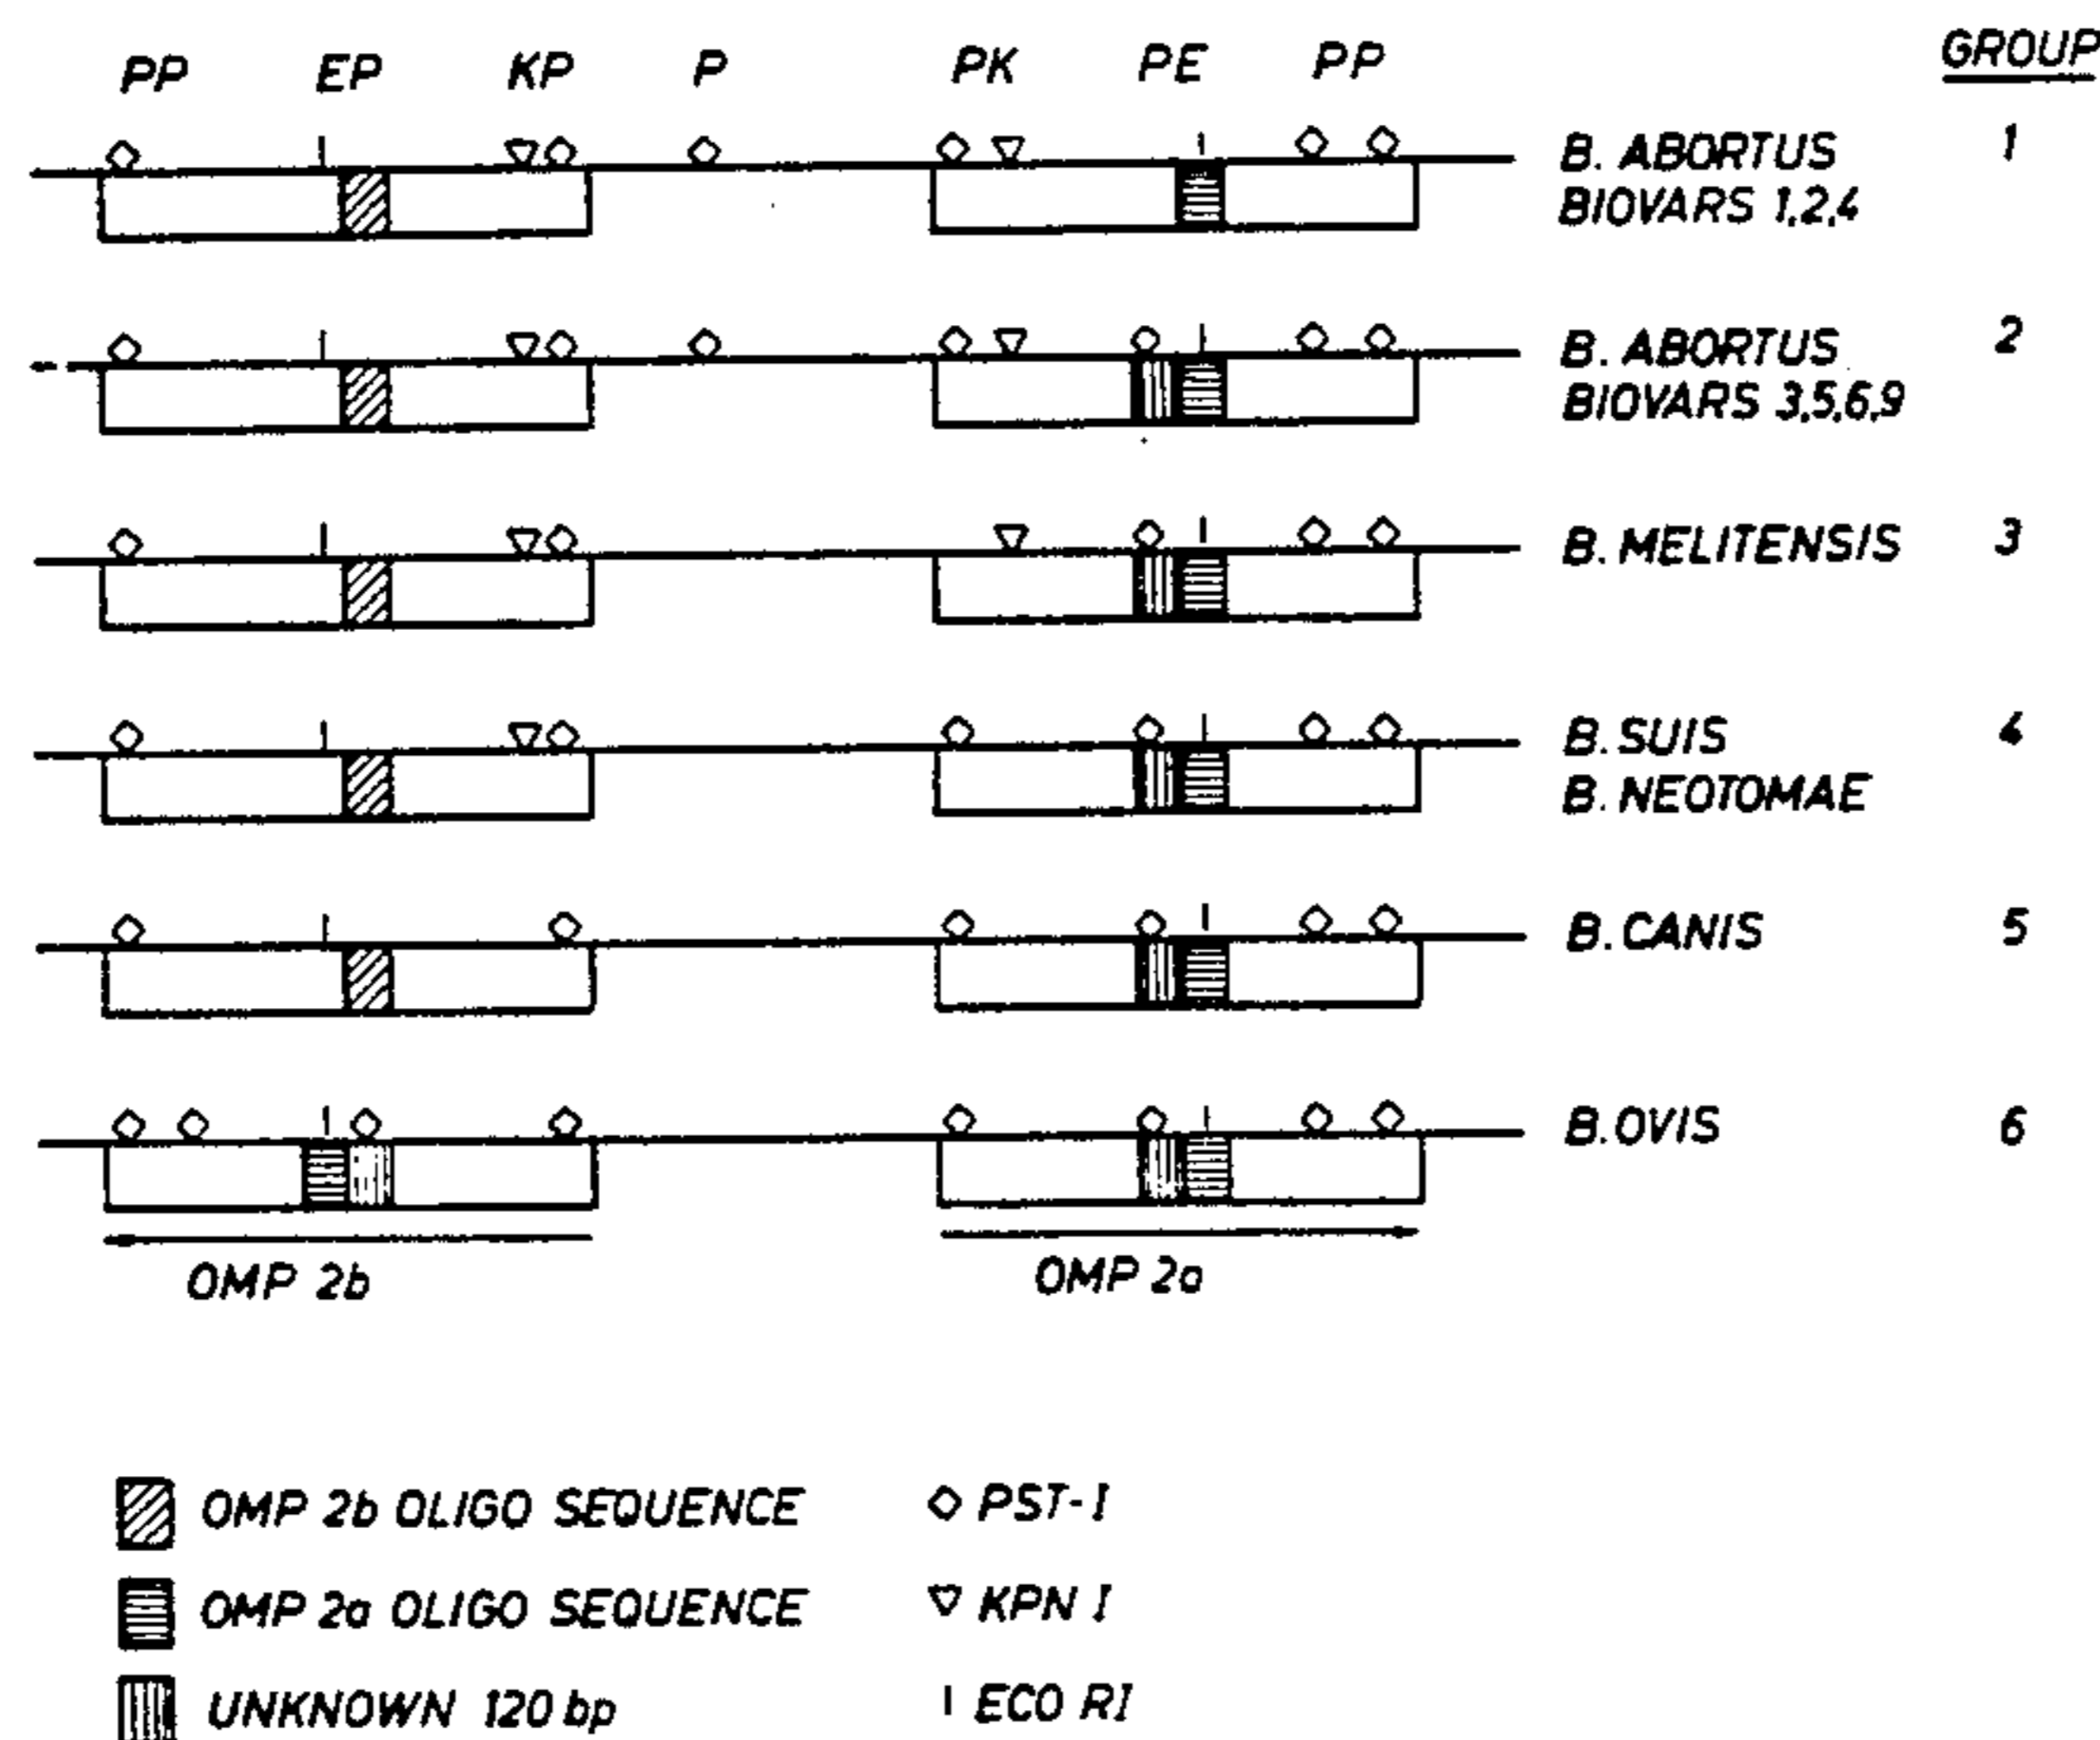 PP EP KP P PK PE PP GROUP
B. ABORTUS 1
BIOVARS 1,2,4
B. ABORTUS 2
BIOVARS 3,5,6,9
B. MELITENSIS 3
B. SUIS 4
B. NEOTOMAE
B. CANIS 5
B. OVIS 6
OMP 2b OMP 2a
OMP 2b OLIGO SEQUENCE
OMP 2a OLIGO SEQUENCE
UNKNOWN 120 bp
PST-I
KPN I
ECO RI